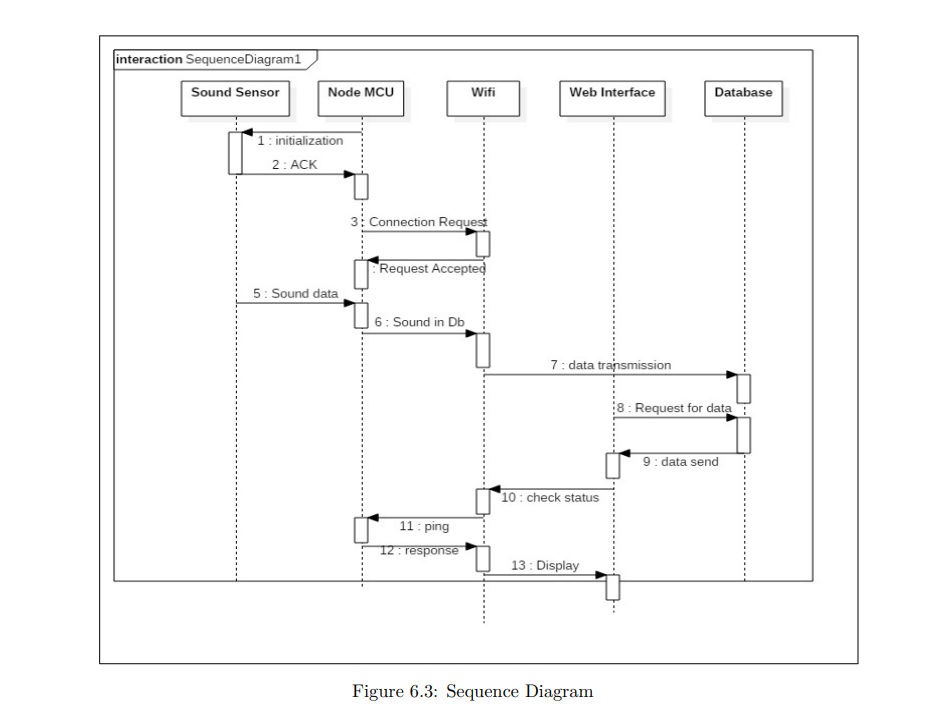 interaction SequenceDiagram1
Sound Sensor
Node MCU
Wifi
Web Interface
Database
1 : initialization
2 : ACK
3 : Connection Request
: Request Accepted
5 : Sound data
6 : Sound in Db
7 : data transmission
8 : Request for data
9 : data send
10 : check status
11 : ping
12 : response
13 : Display
Figure 6.3: Sequence Diagram